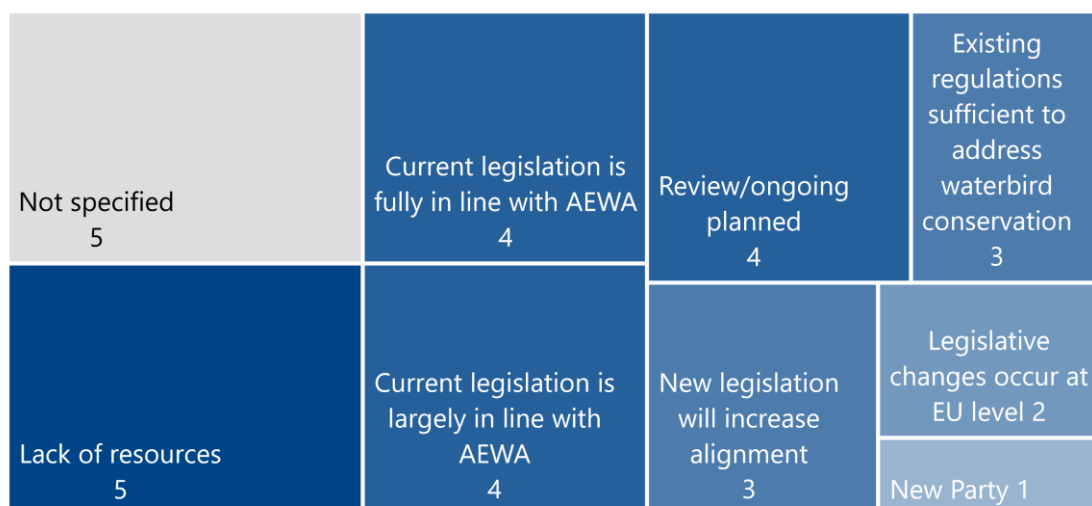 Not specified
5
Lack of resources
5
Current legislation is
fully in line with AEWA
4
Current legislation is
largely in line with
AEWA
4
Review/ongoing
planned
4
Existing
regulations
sufficient to
address
waterbird
conservation
3
New legislation
will increase
alignment
3
Legislative
changes occur at
EU level 2
New Party 1